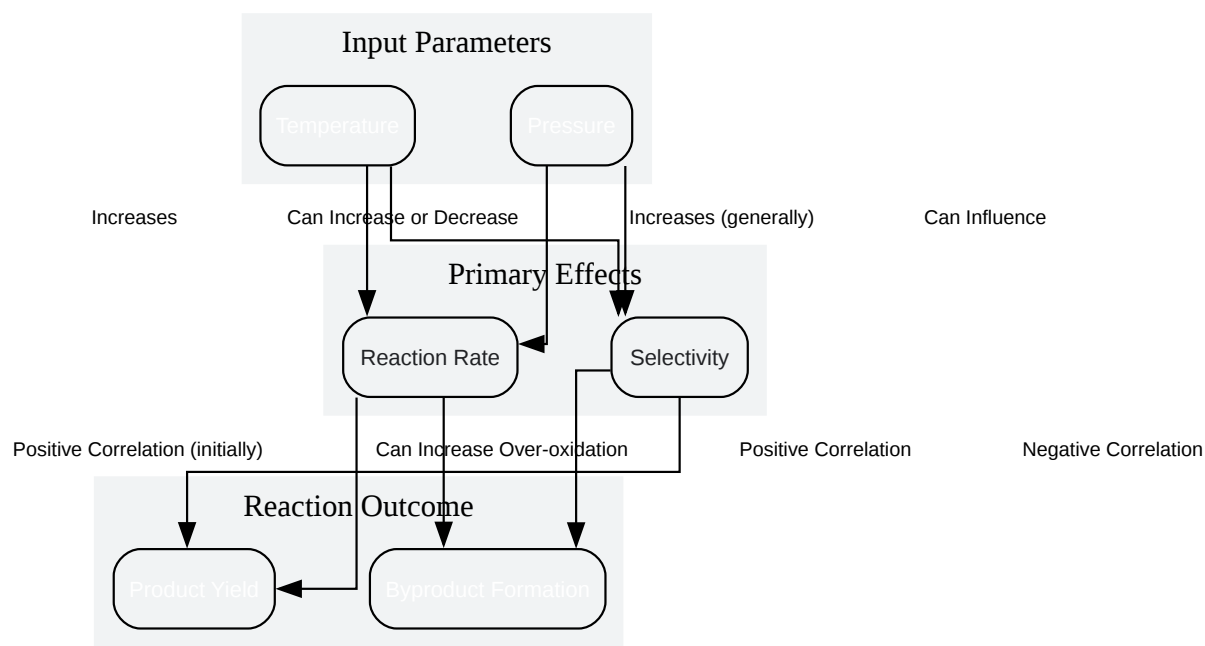 Input Parameters
Temperature
Pressure
Increases
Can Increase or Decrease
Increases (generally)
Can Influence
Primary Effects
Reaction Rate
Selectivity
Positive Correlation (initially)
Can Increase Over-oxidation
Positive Correlation
Negative Correlation
Reaction Outcome
Product Yield
Byproduct Formation